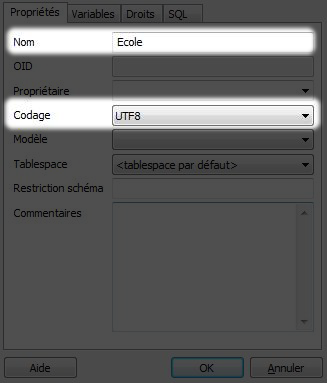 Propriétés Variables Droits SQL
Nom Ecole
OID
Propriétaire
Codage UTF8
Modèle
Tablespace <tablespace par défaut>
Restriction schéma
Commentaires
Aide OK Annuler